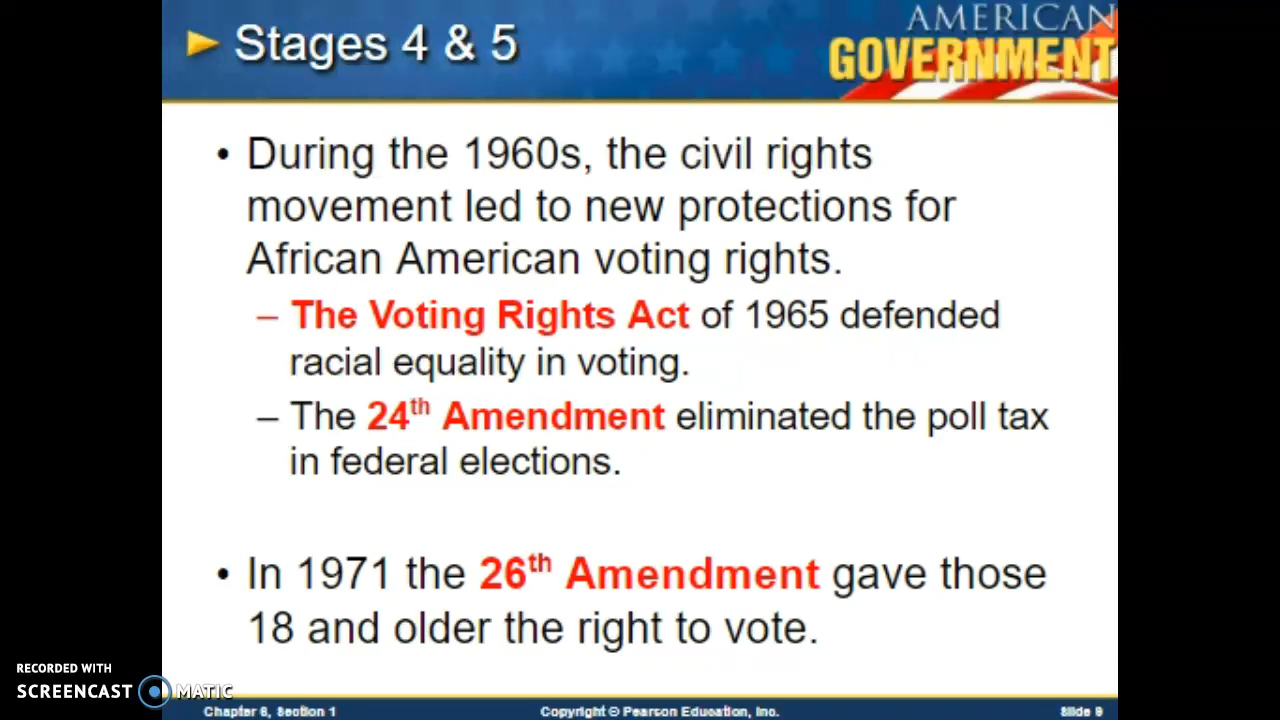 Stages 4 & 5
AMERICAN
GOVERNMENT
• During the 1960s, the civil rights
movement led to new protections for
African American voting rights.
– The Voting Rights Act of 1965 defended
racial equality in voting.
– The 24th Amendment eliminated the poll tax
in federal elections.
• In 1971 the 26th Amendment gave those
18 and older the right to vote.
RECORDED WITH
SCREENCAST MATIC
Chapter 6, Section 1
Copyright © Pearson Education, Inc.
Slide 9